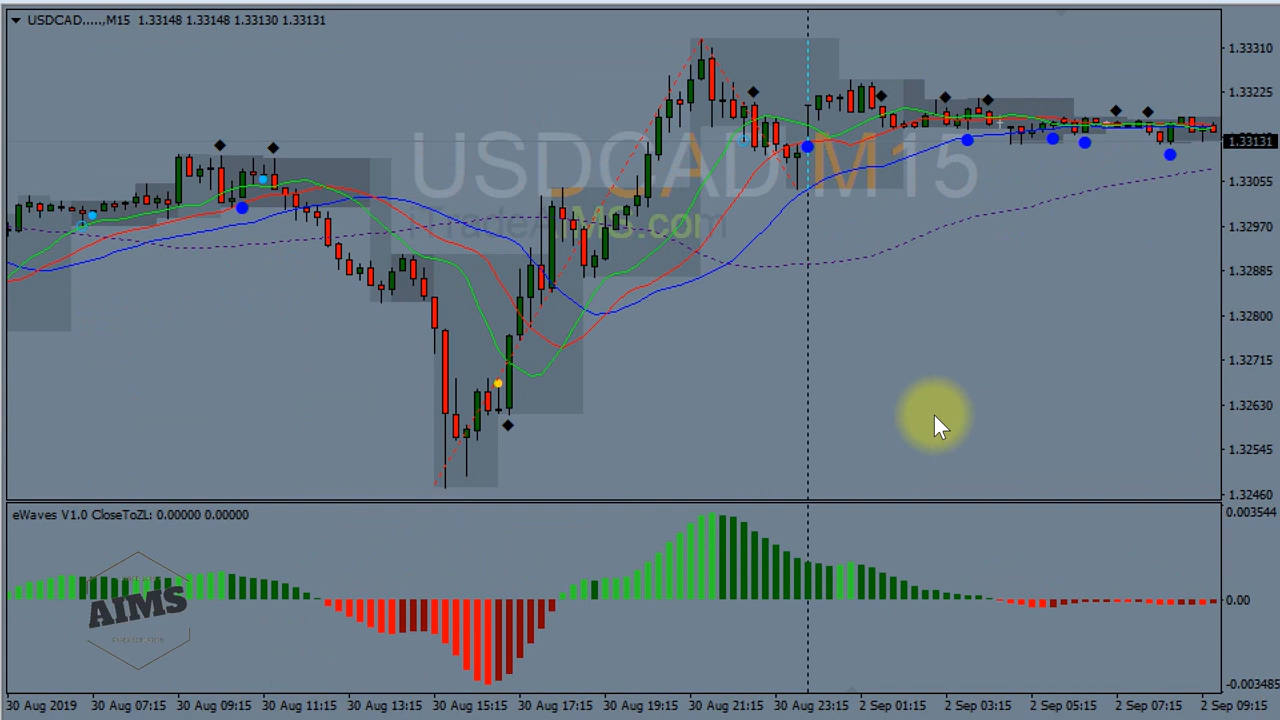 USDCAD.....,M15 1.33148 1.33148 1.33130 1.33131
USDCAD M15
iTradeAiMS.com
1.33310
1.33225
1.33131
1.33055
1.32970
1.32885
1.32800
1.32715
1.32630
1.32545
1.32460
eWaves V1.0 CloseToZL: 0.00000 0.00000
AIMS
0.003544
0.00
-0.003485
30 Aug 2019 30 Aug 07:15 30 Aug 09:15 30 Aug 11:15 30 Aug 13:15 30 Aug 15:15 30 Aug 17:15 30 Aug 19:15 30 Aug 21:15 30 Aug 23:15 2 Sep 01:15 2 Sep 03:15 2 Sep 05:15 2 Sep 07:15 2 Sep 09:15